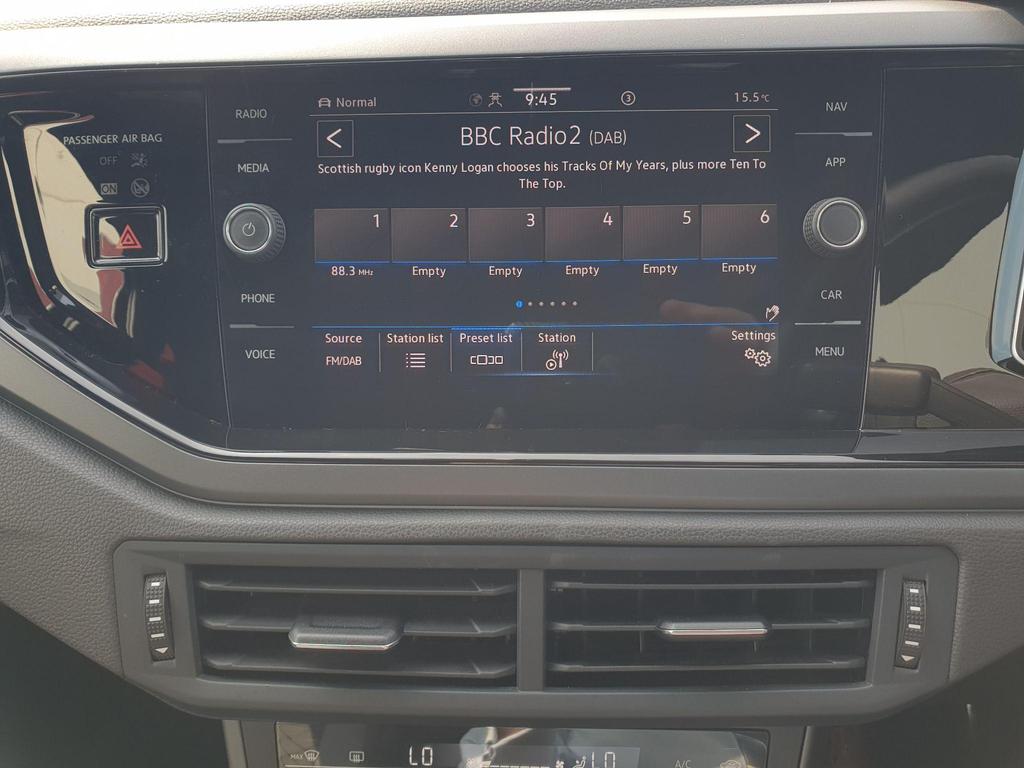 Normal
9:45
3
15.5°C
RADIO
NAV
PASSENGER AIR BAG
OFF
ON
<
BBC Radio2 (DAB)
>
MEDIA
APP
Scottish rugby icon Kenny Logan chooses his Tracks Of My Years, plus more Ten To
The Top.
1 2 3 4 5 6
88.3 MHz Empty Empty Empty Empty Empty
PHONE
CAR
Source Station list Preset list Station Settings
FM/DAB
VOICE
MENU
MAX LO LO A/C